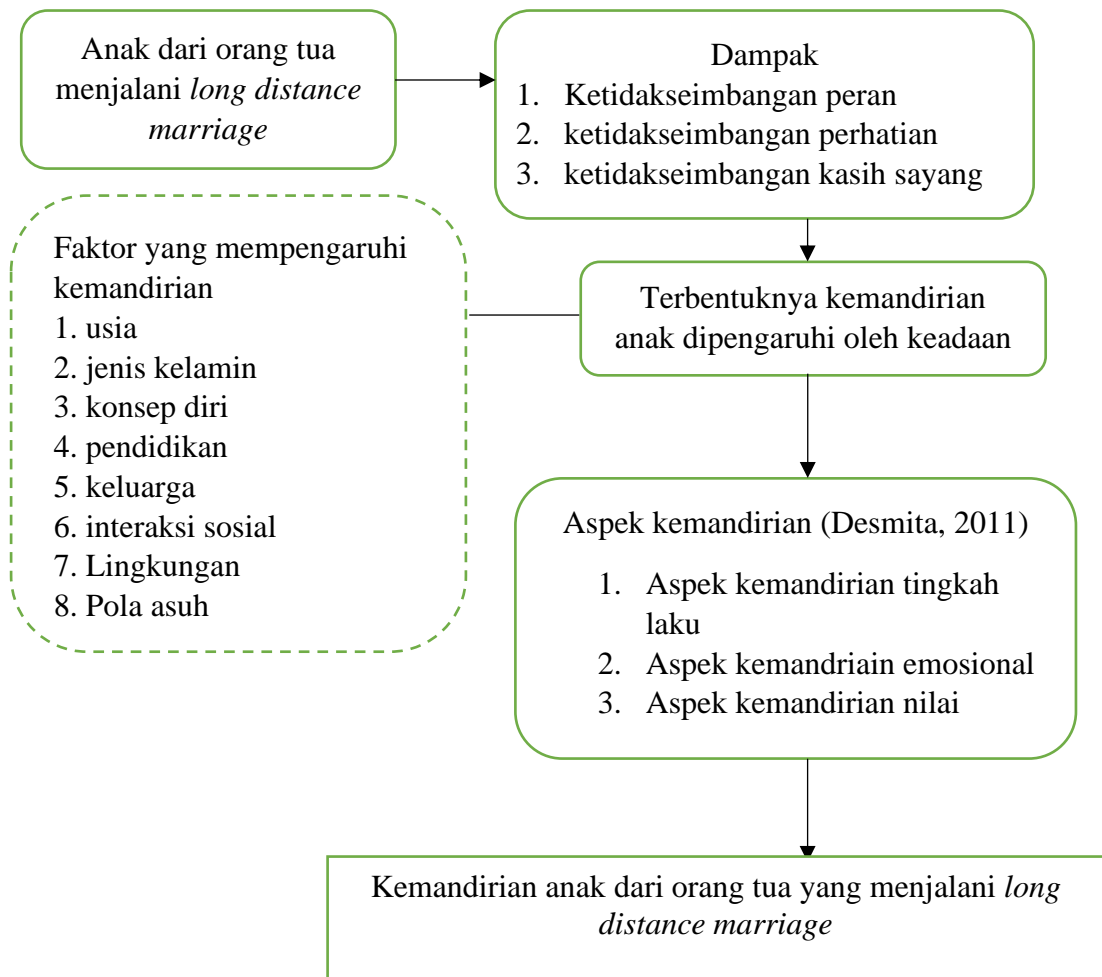 Anak dari orang tua
menjalani long distance
marriage
Dampak
1. Ketidakseimbangan peran
2. ketidakseimbangan perhatian
3. ketidakseimbangan kasih sayang
Faktor yang mempengaruhi
kemandirian
1. usia
2. jenis kelamin
3. konsep diri
4. pendidikan
5. keluarga
6. interaksi sosial
7. Lingkungan
8. Pola asuh
Terbentuknya kemandirian
anak dipengaruhi oleh keadaan
Aspek kemandirian (Desmita, 2011)
1. Aspek kemandirian tingkah
laku
2. Aspek kemandriain emosional
3. Aspek kemandirian nilai
Kemandirian anak dari orang tua yang menjalani long
distance marriage